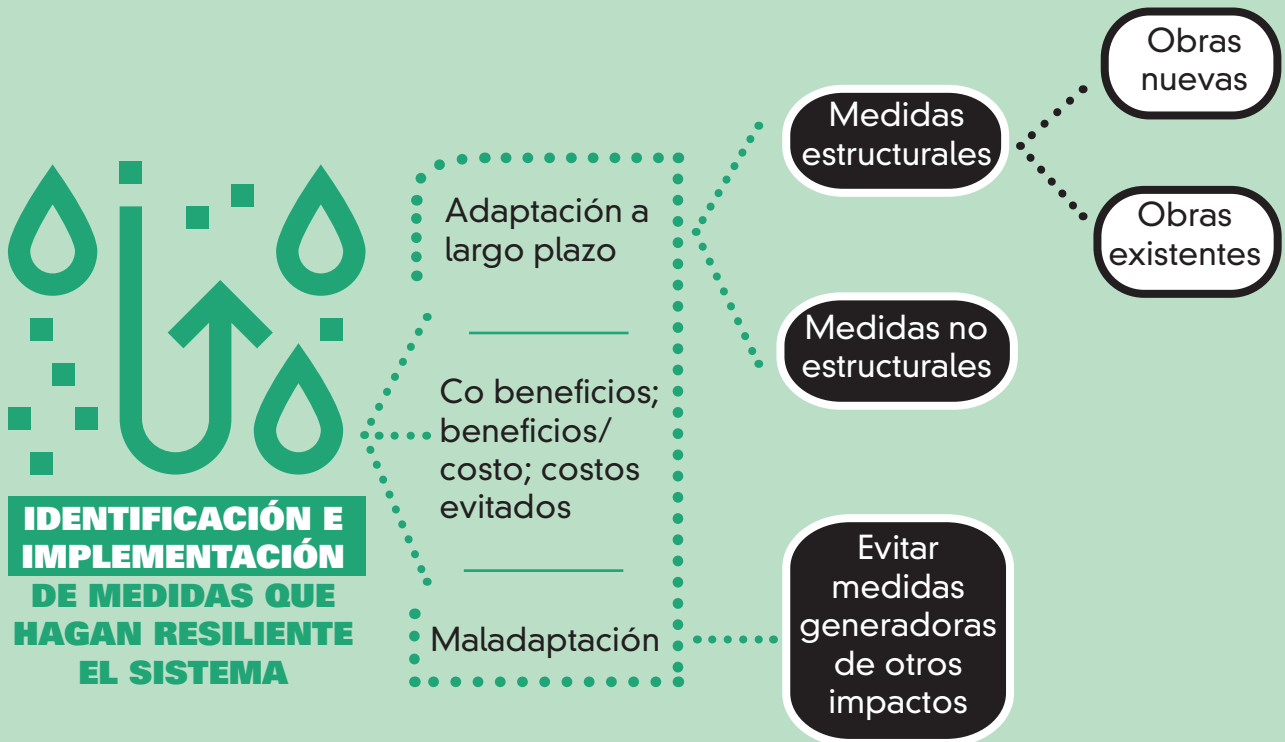 IDENTIFICACIÓN E
IMPLEMENTACIÓN
DE MEDIDAS QUE
HAGAN RESILIENTE
EL SISTEMA
Adaptación a
largo plazo
Co beneficios;
beneficios/
costo; costos
evitados
Maladaptación
Medidas
estructurales
Medidas no
estructurales
Evitar
medidas
generadoras
de otros
impactos
Obras
nuevas
Obras
existentes